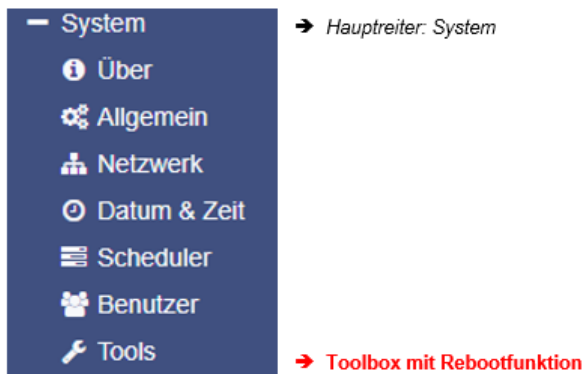 System ➔ Hauptreiter: System
Über
Allgemein
Netzwerk
Datum & Zeit
Scheduler
Benutzer
Tools ➔ Toolbox mit Rebootfunktion